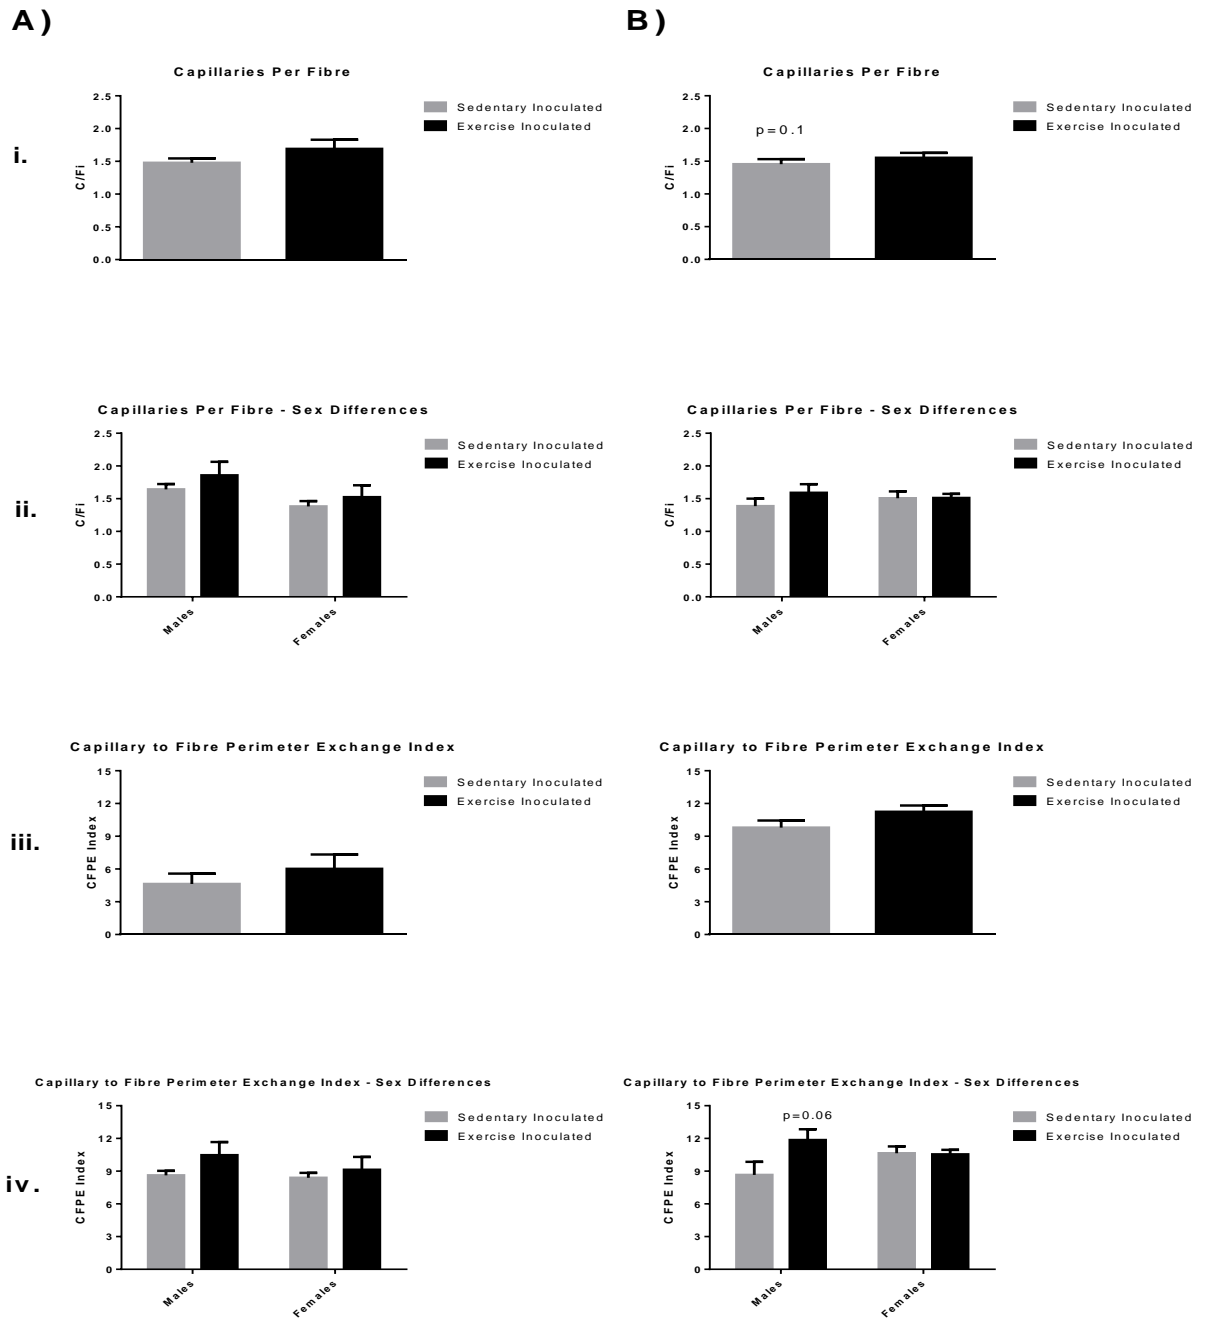 A)
B)
i.
Capillaries Per Fibre
C/Fi
2.5
2.0
1.5
1.0
0.5
0.0
Sedentary Inoculated
Exercise Inoculated
Capillaries Per Fibre
C/Fi
2.5
2.0
1.5
1.0
0.5
0.0
p=0.1
Sedentary Inoculated
Exercise Inoculated
ii.
Capillaries Per Fibre - Sex Differences
C/Fi
2.5
2.0
1.5
1.0
0.5
0.0
Males
Females
Sedentary Inoculated
Exercise Inoculated
Capillaries Per Fibre - Sex Differences
C/Fi
2.5
2.0
1.5
1.0
0.5
0.0
Males
Females
Sedentary Inoculated
Exercise Inoculated
iii.
Capillary to Fibre Perimeter Exchange Index
CFPE Index
15
12
9
6
3
0
Sedentary Inoculated
Exercise Inoculated
Capillary to Fibre Perimeter Exchange Index
CFPE Index
15
12
9
6
3
0
Sedentary Inoculated
Exercise Inoculated
iv.
Capillary to Fibre Perimeter Exchange Index - Sex Differences
CFPE Index
15
12
9
6
3
0
Males
Females
Sedentary Inoculated
Exercise Inoculated
Capillary to Fibre Perimeter Exchange Index - Sex Differences
CFPE Index
15
12
9
6
3
0
p=0.06
Males
Females
Sedentary Inoculated
Exercise Inoculated